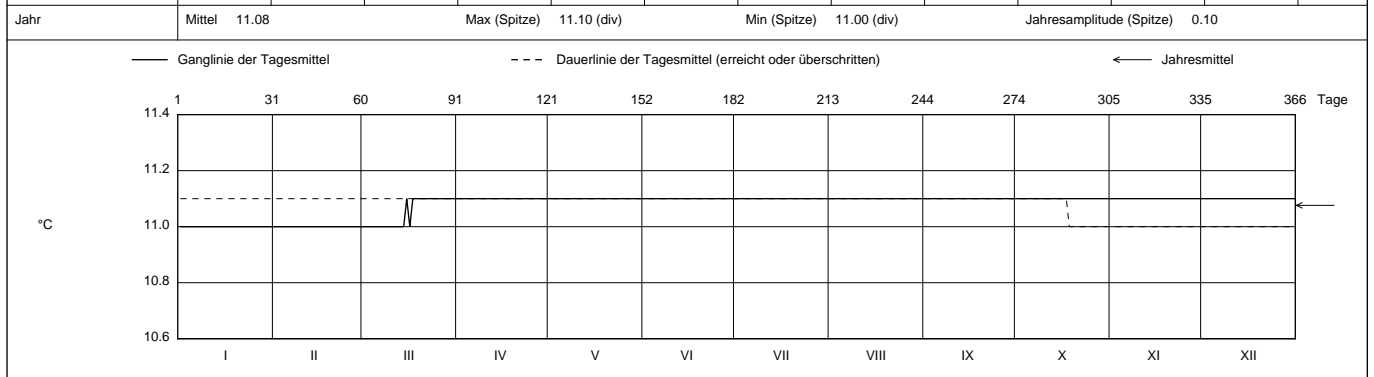 Jahr Mittel 11.08 Max (Spitze) 11.10 (div) Min (Spitze) 11.00 (div) Jahresamplitude (Spitze) 0.10
Ganglinie der Tagesmittel Dauerlinie der Tagesmittel (erreicht oder überschritten) Jahresmittel
1 31 60 91 121 152 182 213 244 274 305 335 366 Tage
11.4
11.2
°C 11.0
10.8
10.6
I II III IV V VI VII VIII IX X XI XII